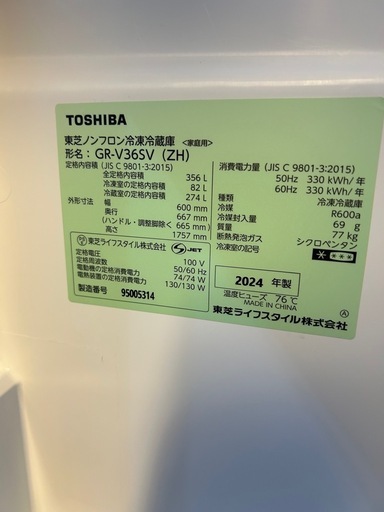 TOSHIBA
東芝ノンフロン冷凍冷蔵庫 <家庭用>
形名: GR-V36SV (ZH)
定格内容積 (JIS C 9801-3:2015)
全定格内容積 356 L
冷凍室の定格内容積 82 L
冷蔵室の定格内容積 274 L
外形寸法 幅 600 mm
奥行 667 mm
(ハンドル・調整脚除く 665 mm)
高さ 1757 mm
東芝ライフスタイル株式会社 S JET
定格電圧 100 V
定格周波数 50/60 Hz
電動機の定格消費電力 74/74 W
電熱装置の定格消費電力 130/130 W
製造番号 95005314
消費電力量 (JIS C 9801-3:2015)
50Hz 330 kWh/年
60Hz 330 kWh/年
種類 冷凍冷蔵庫
冷媒 R600a
冷媒封入量 69 g
質量 77 kg
断熱発泡ガス シクロペンタン
冷凍室の記号
2024 年製
温度ヒューズ 76℃
MADE IN CHINA
東芝ライフスタイル株式会社
Ⓐ